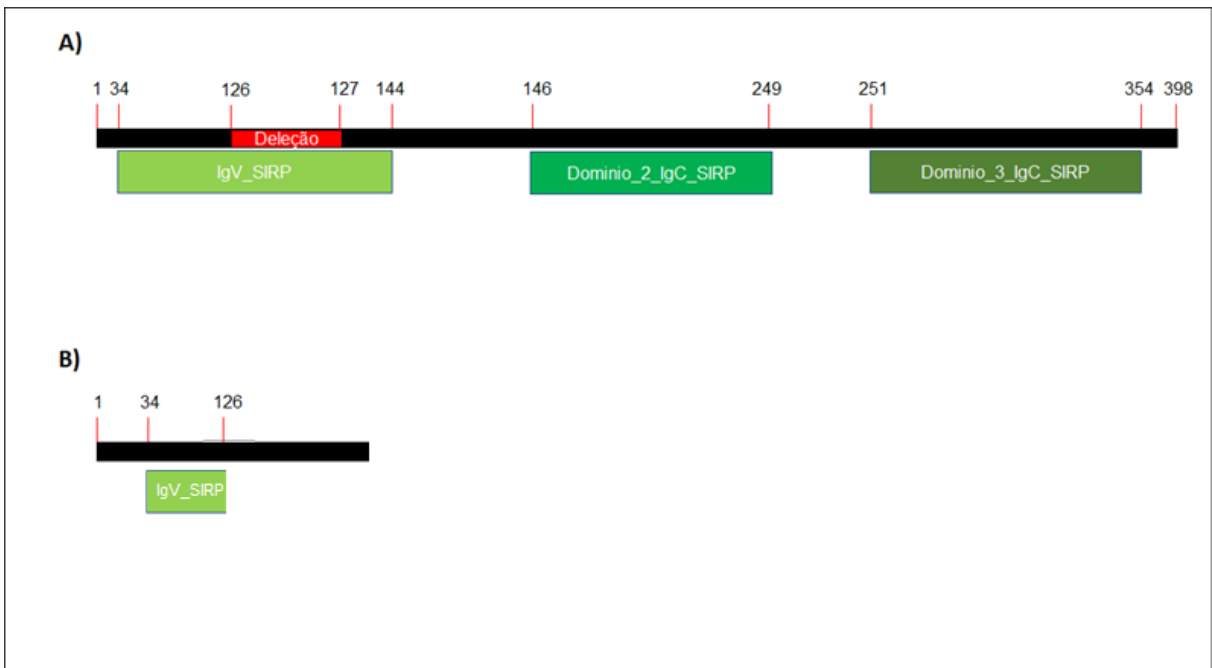 A)
1 34 126 127 144 146 249 251 354 398
Deleção
IgV_SIRP Dominio_2_IgC_SIRP Dominio_3_IgC_SIRP
B)
1 34 126
IgV_SIRP